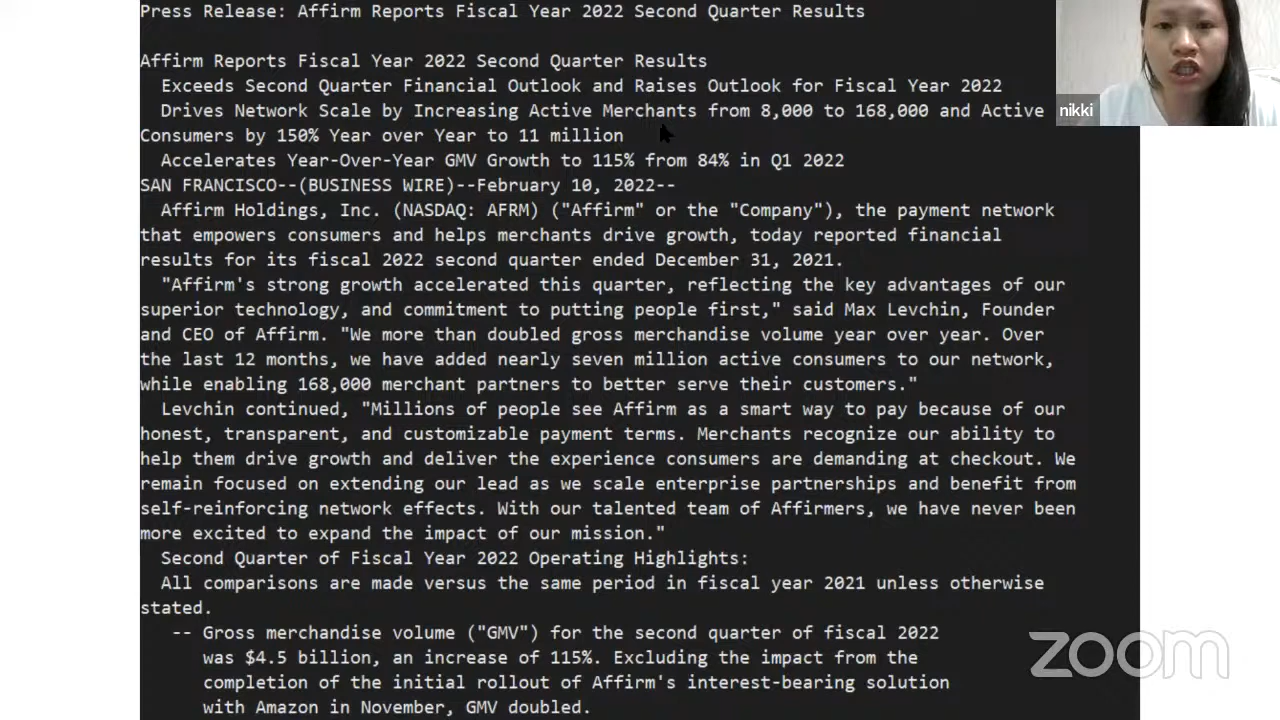 Press Release: Affirm Reports Fiscal Year 2022 Second Quarter Results
Affirm Reports Fiscal Year 2022 Second Quarter Results
Exceeds Second Quarter Financial Outlook and Raises Outlook for Fiscal Year 2022
Drives Network Scale by Increasing Active Merchants from 8,000 to 168,000 and Active
Consumers by 150% Year over Year to 11 million
Accelerates Year-Over-Year GMV Growth to 115% from 84% in Q1 2022
SAN FRANCISCO--(BUSINESS WIRE)--February 10, 2022--
Affirm Holdings, Inc. (NASDAQ: AFRM) ("Affirm" or the "Company"), the payment network
that empowers consumers and helps merchants drive growth, today reported financial
results for its fiscal 2022 second quarter ended December 31, 2021.
"Affirm's strong growth accelerated this quarter, reflecting the key advantages of our
superior technology, and commitment to putting people first," said Max Levchin, Founder
and CEO of Affirm. "We more than doubled gross merchandise volume year over year. Over
the last 12 months, we have added nearly seven million active consumers to our network,
while enabling 168,000 merchant partners to better serve their customers."
Levchin continued, "Millions of people see Affirm as a smart way to pay because of our
honest, transparent, and customizable payment terms. Merchants recognize our ability to
help them drive growth and deliver the experience consumers are demanding at checkout. We
remain focused on extending our lead as we scale enterprise partnerships and benefit from
self-reinforcing network effects. With our talented team of Affirmers, we have never been
more excited to expand the impact of our mission."
Second Quarter of Fiscal Year 2022 Operating Highlights:
All comparisons are made versus the same period in fiscal year 2021 unless otherwise
stated.
-- Gross merchandise volume ("GMV") for the second quarter of fiscal 2022
was $4.5 billion, an increase of 115%. Excluding the impact from the
completion of the initial rollout of Affirm's interest-bearing solution
with Amazon in November, GMV doubled.
nikki
zoom